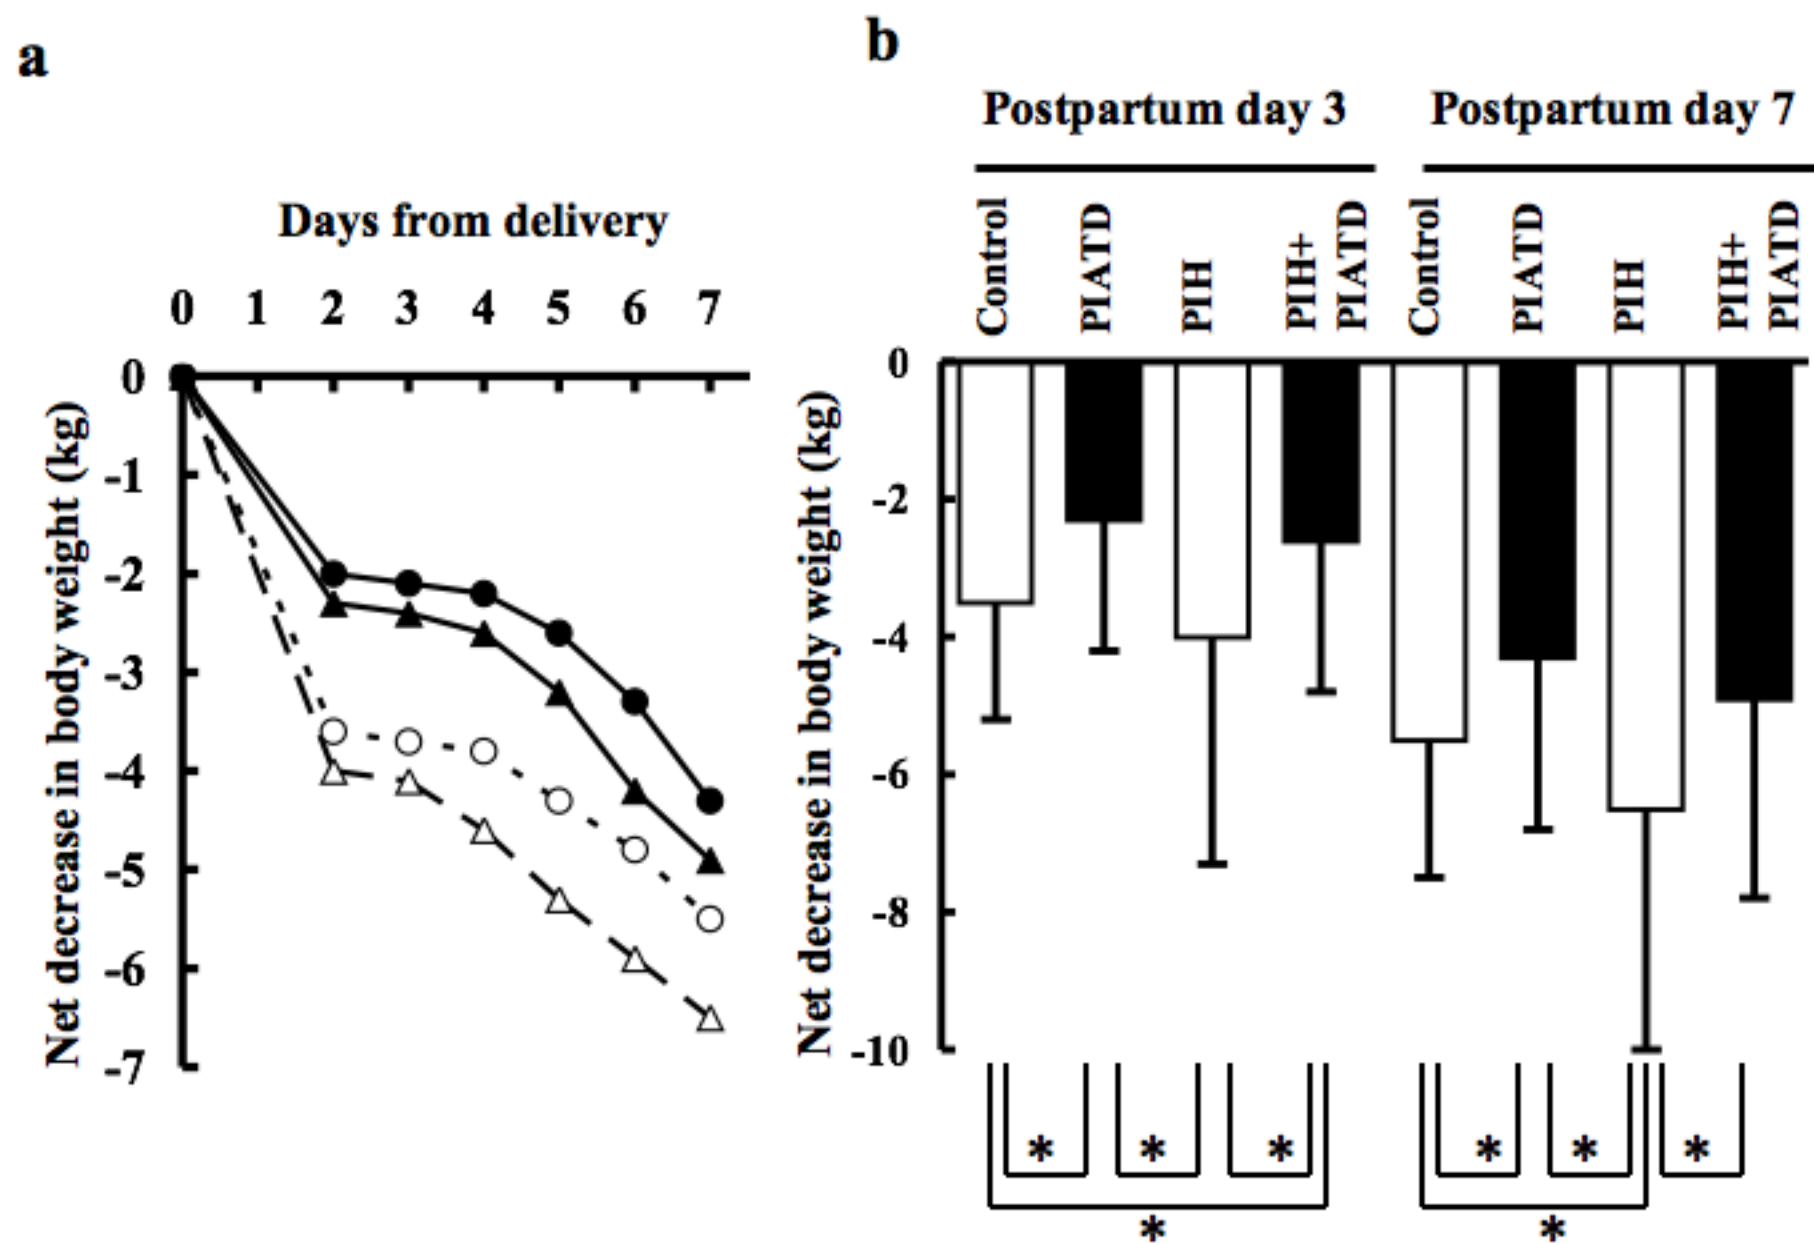 a
Days from delivery
0 1 2 3 4 5 6 7
0
-1
-2
-3
-4
-5
-6
-7
Net decrease in body weight (kg)
b
Postpartum day 3
Postpartum day 7
Control
PIATD
PIH
PIH+
PIATD
Control
PIATD
PIH
PIH+
PIATD
0
-2
-4
-6
-8
-10
Net decrease in body weight (kg)
* * * * * *
* *